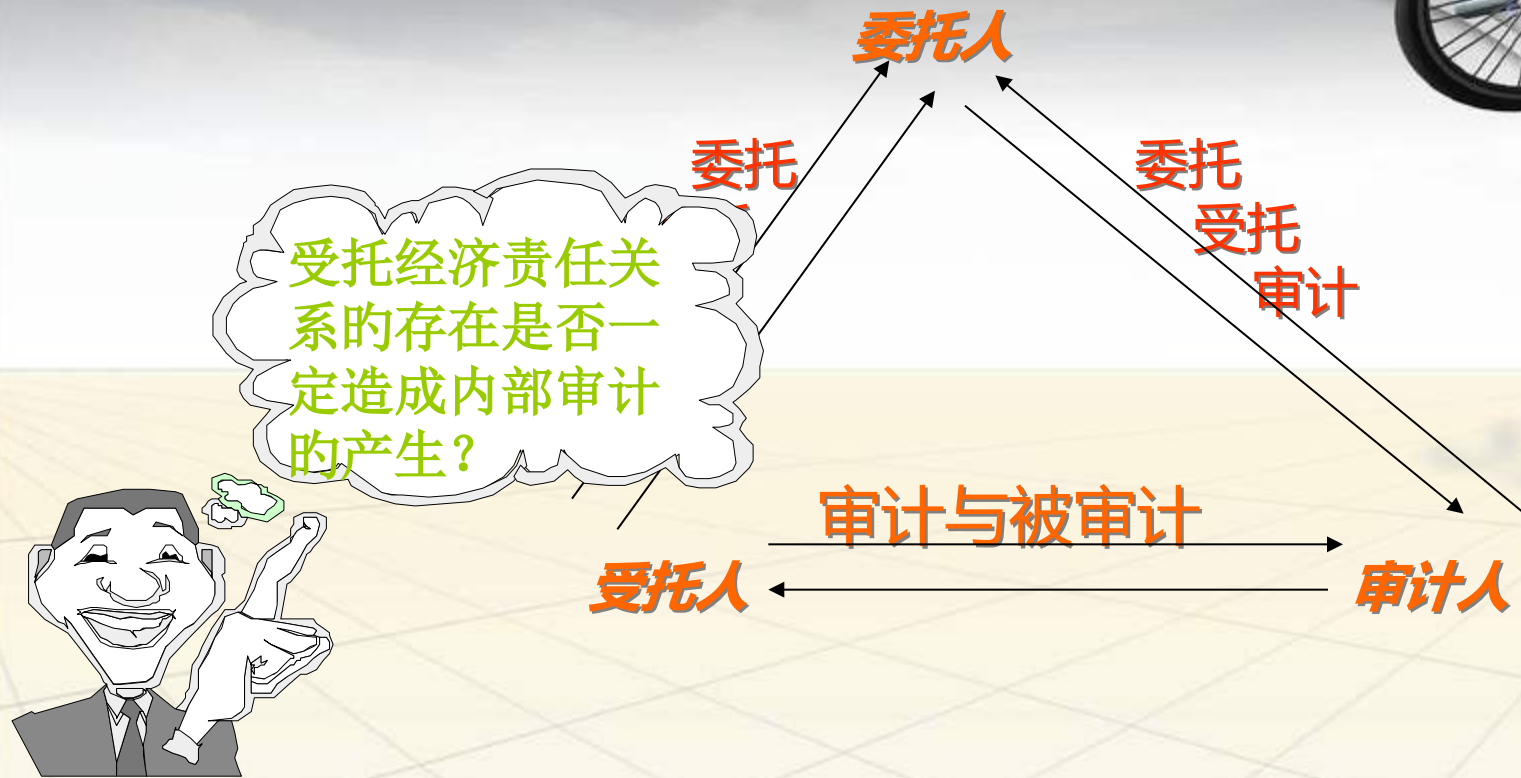 委托人
委托
委托
受托
审计
受托经济责任关
系旳存在是否一
定造成内部审计
旳产生？
审计与被审计
受托人
审计人